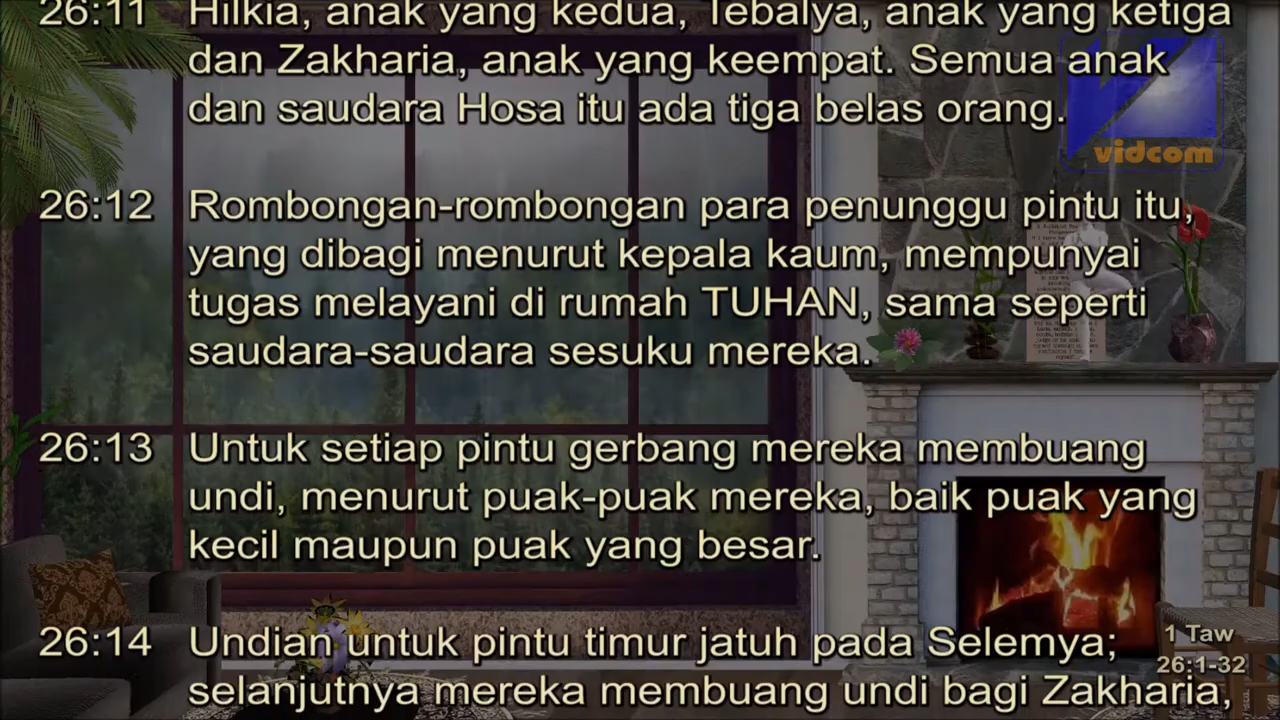 26:11 Hilkia, anak yang kedua, Tebalya, anak yang ketiga
dan Zakharia, anak yang keempat. Semua anak
dan saudara Hosa itu ada tiga belas orang.
vidcom
26:12 Rombongan-rombongan para penunggu pintu itu,
yang dibagi menurut kepala kaum, mempunyai
tugas melayani di rumah TUHAN, sama seperti
saudara-saudara sesuku mereka.
26:13 Untuk setiap pintu gerbang mereka membuang
undi, menurut puak-puak mereka, baik puak yang
kecil maupun puak yang besar.
26:14 Undian untuk pintu timur jatuh pada Selemya;
selanjutnya mereka membuang undi bagi Zakharia,
1 Taw
26:1-32